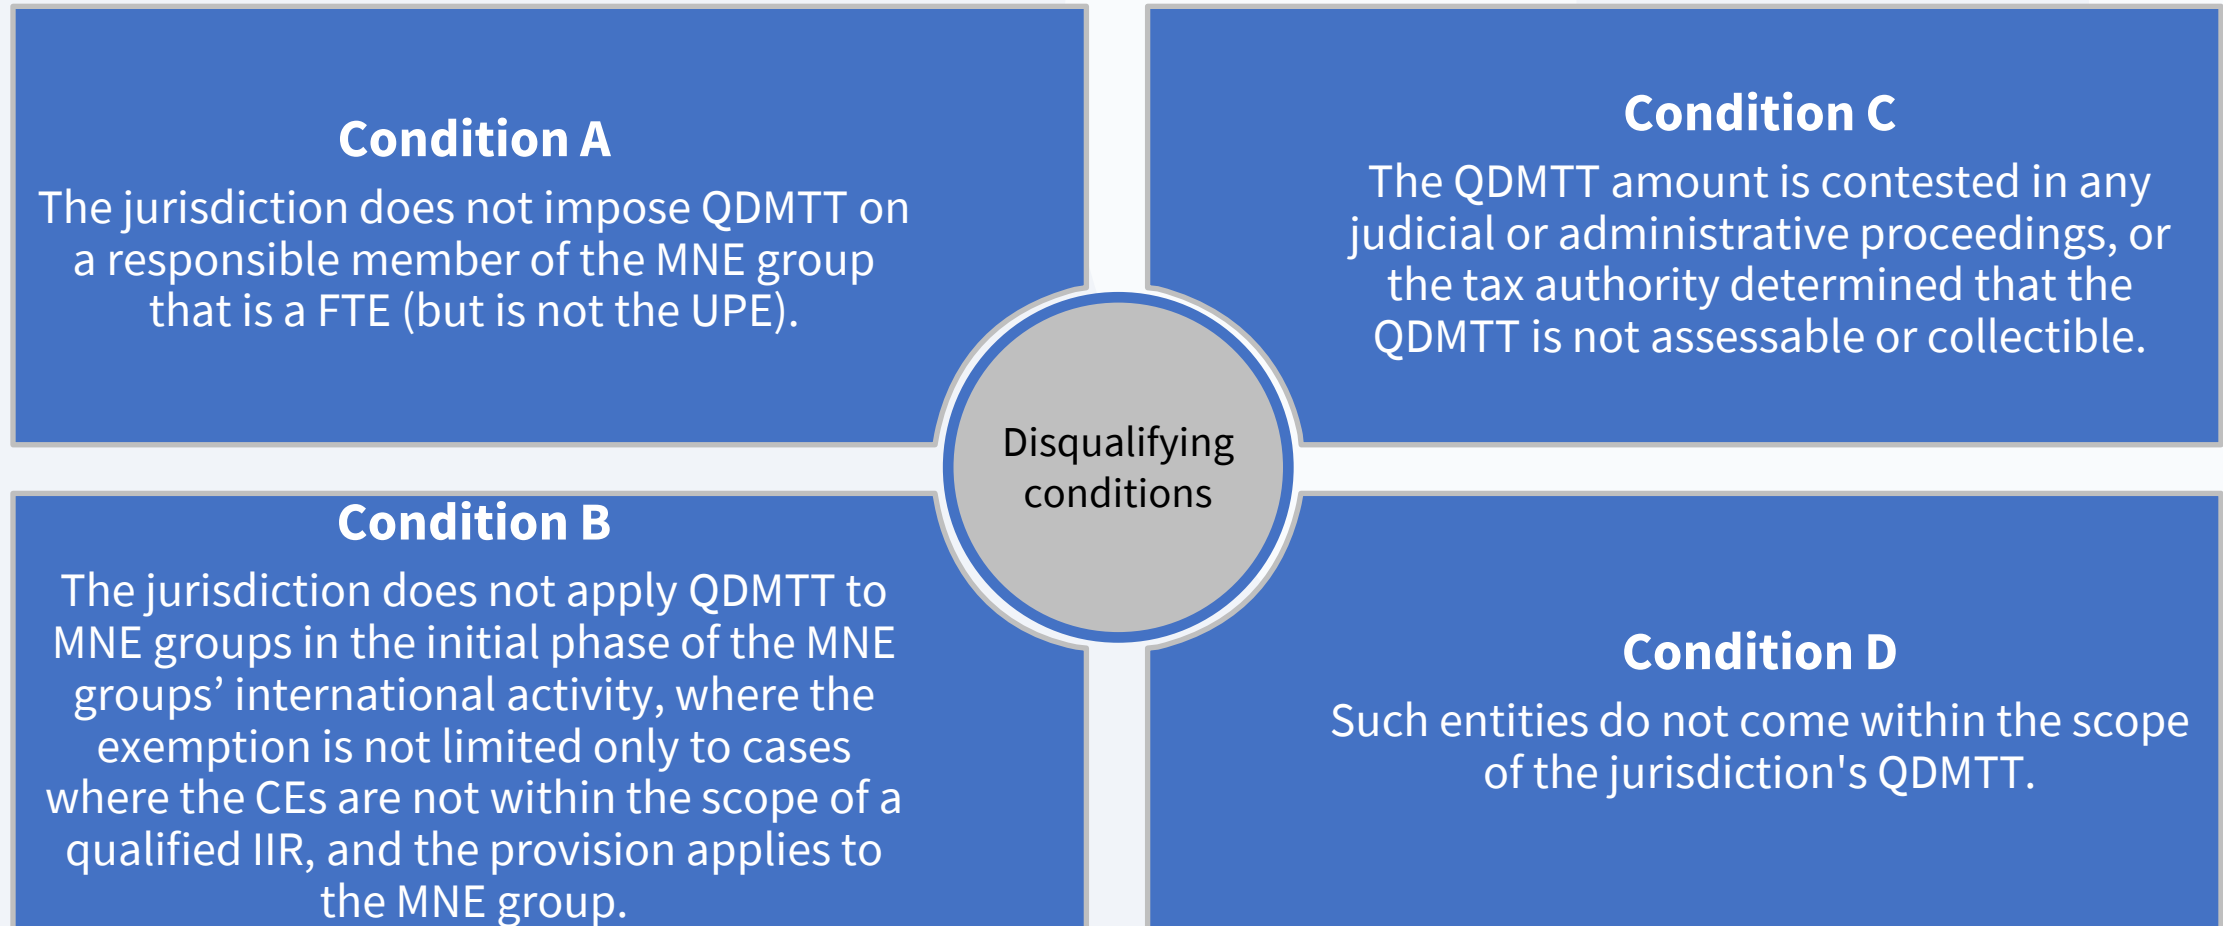 Condition A
The jurisdiction does not impose QDMTT on
a responsible member of the MNE group
that is a FTE (but is not the UPE).
Condition B
The jurisdiction does not apply QDMTT to
MNE groups in the initial phase of the MNE
groups’ international activity, where the
exemption is not limited only to cases
where the CEs are not within the scope of a
qualified IIR, and the provision applies to
the MNE group.
Disqualifying
conditions
Condition C
The QDMTT amount is contested in any
judicial or administrative proceedings, or
the tax authority determined that the
QDMTT is not assessable or collectible.
Condition D
Such entities do not come within the scope
of the jurisdiction's QDMTT.